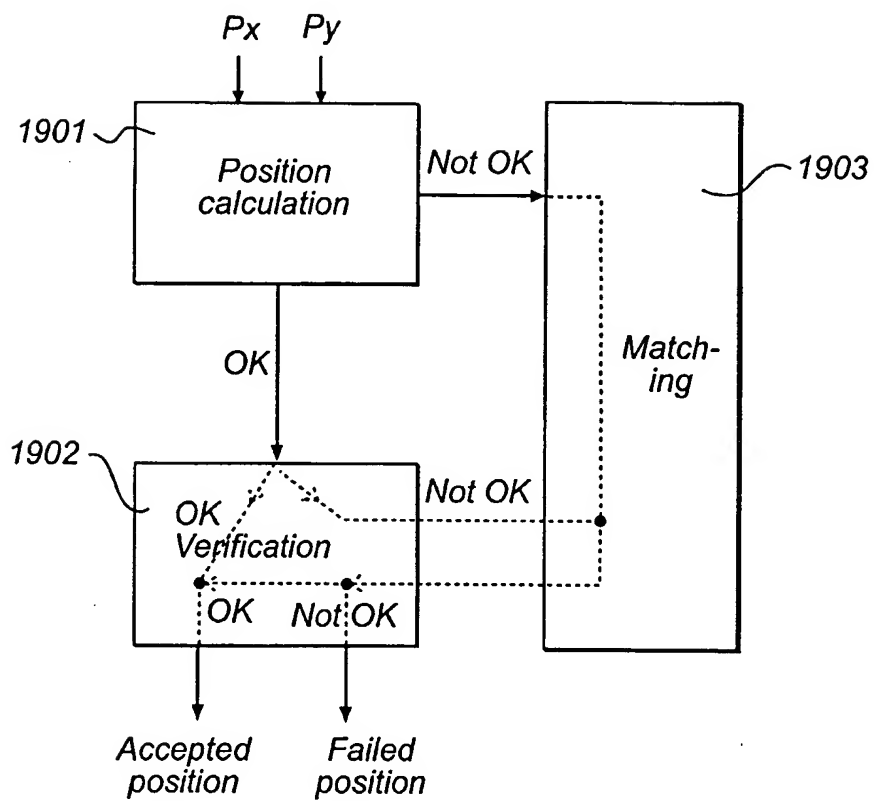 Px
Py
1901
Position
calculation
Not OK
1903
OK
Match-
ing
1902
Not OK
OK
Verification
OK
Not OK
Accepted
position
Failed
position